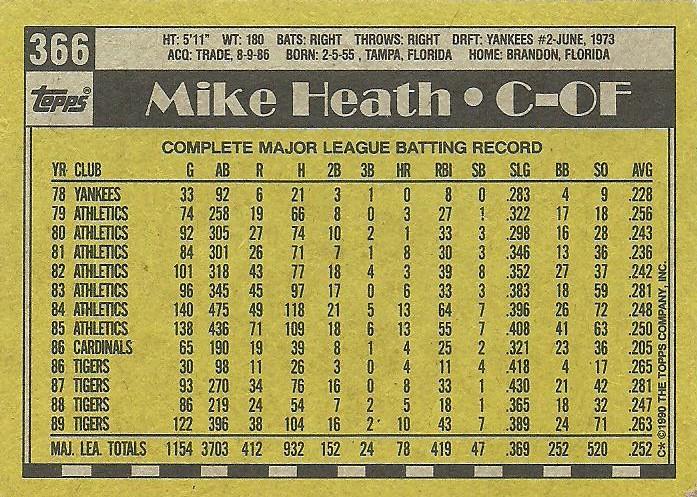 366
HT: 5'11" WT: 180 BATS: RIGHT THROWS: RIGHT DRFT: YANKEES #2-JUNE, 1973
ACQ: TRADE, 8-9-86 BORN: 2-5-55 , TAMPA, FLORIDA HOME: BRANDON, FLORIDA
Topps®
Mike Heath • C-OF
COMPLETE MAJOR LEAGUE BATTING RECORD
YR CLUB G AB R H 2B 3B HR RBI SB SLG BB SO AVG
78 YANKEES 33 92 6 21 3 1 0 8 0 .283 4 9 .228
79 ATHLETICS 74 258 19 66 8 0 3 27 1 .322 17 18 .256
80 ATHLETICS 92 305 27 74 10 2 1 33 3 .298 16 28 .243
81 ATHLETICS 84 301 26 71 7 1 8 30 3 .346 13 36 .236
82 ATHLETICS 101 318 43 77 18 4 3 39 8 .352 27 37 .242
83 ATHLETICS 96 345 45 97 17 0 6 33 3 .383 18 59 .281
84 ATHLETICS 140 475 49 118 21 5 13 64 7 .396 26 72 .248
85 ATHLETICS 138 436 71 109 18 6 13 55 7 .408 41 63 .250
86 CARDINALS 65 190 19 39 8 1 4 25 2 .321 23 36 .205
86 TIGERS 30 98 11 26 3 0 4 11 4 .418 4 17 .265
87 TIGERS 93 270 34 76 16 0 8 33 1 .430 21 42 .281
88 TIGERS 86 219 24 54 7 2 5 18 1 .365 18 32 .247
89 TIGERS 122 396 38 104 16 2 10 43 7 .389 24 71 .263
MAJ. LEA. TOTALS 1154 3703 412 932 152 24 78 419 47 .369 252 520 .252
C* ©1990 THE TOPPS COMPANY, INC.